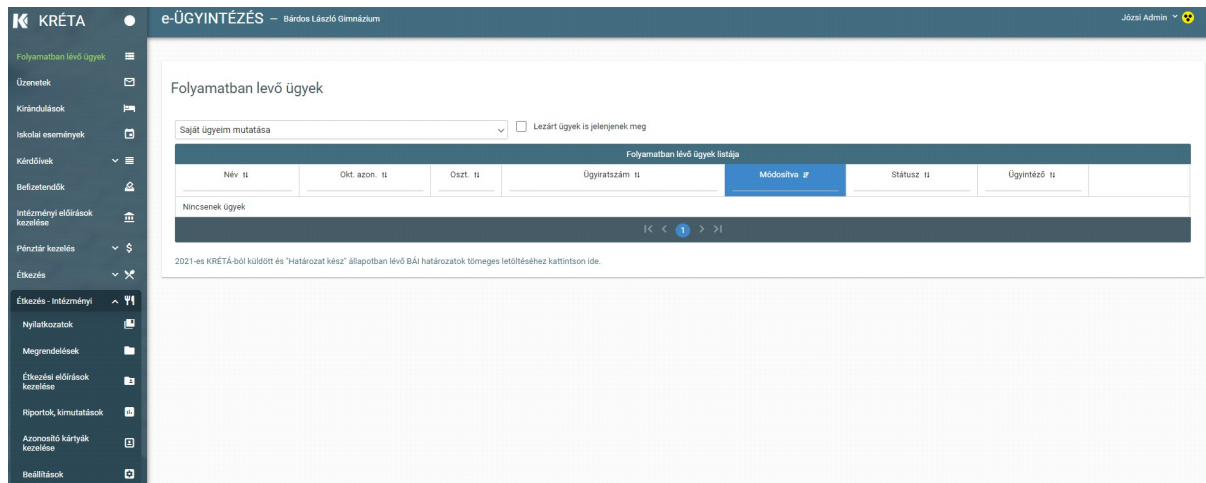 KRÉTA
e-ÜGYINTÉZÉS – Bárdos László Gimnázium
Józsi Admin
Folyamatban lévő ügyek
Üzenetek
Kirándulások
Iskolai események
Kérdőívek
Befizetendők
Intézményi előírások
kezelése
Pénztár kezelés
Étkezés
Étkezés - Intézményi
Nyilatkozatok
Megrendelések
Étkezési előírások
kezelése
Riportok, kimutatások
Azonosító kártyák
kezelése
Beállítások
Folyamatban levő ügyek
Saját ügyeim mutatása
Lezárt ügyek is jelenjenek meg
Folyamatban lévő ügyek listája
Név Okt. azon. Oszt. Ügyiratszám Módosítva Státusz Ügyintéző
Nincsenek ügyek
1
2021-es KRÉTÁ-ból küldött és "Határozat kész" állapotban lévő BÁI határozatok tömeges letöltéséhez kattintson ide.